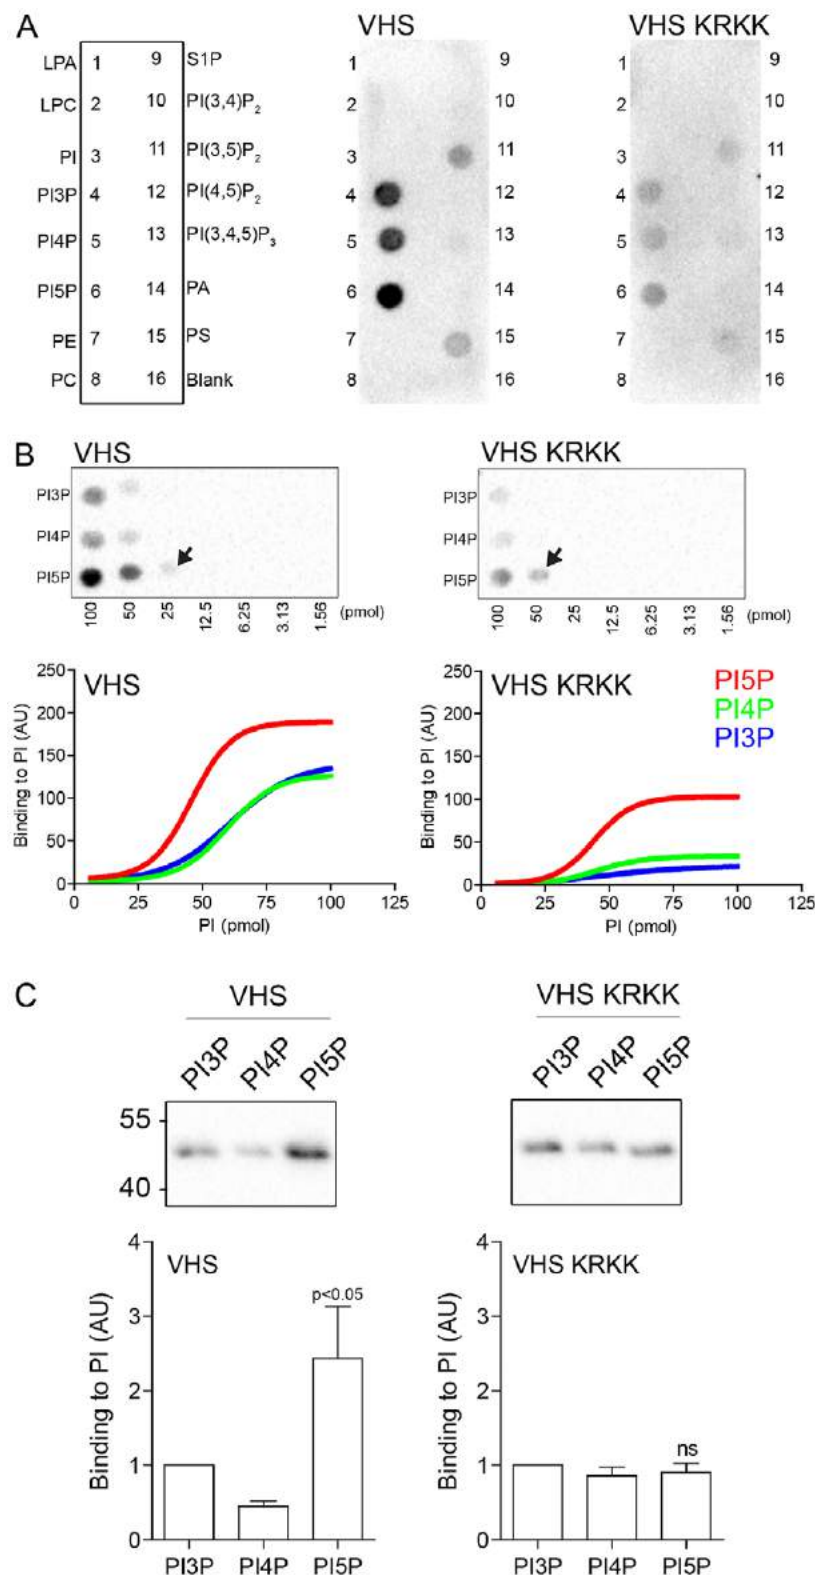 A
VHS
VHS KRKK
LPA 1 9 S1P
LPC 2 10 PI(3,4)P₂
PI 3 11 PI(3,5)P₂
PI3P 4 12 PI(4,5)P₂
PI4P 5 13 PI(3,4,5)P₃
PI5P 6 14 PA
PE 7 15 PS
PC 8 16 Blank
1 9
2 10
3 11
4 12
5 13
6 14
7 15
8 16
1 9
2 10
3 11
4 12
5 13
6 14
7 15
8 16
B
VHS
PI3P
PI4P
PI5P
100 50 25 12.5 6.25 3.13 1.56 (pmol)
VHS KRKK
PI3P
PI4P
PI5P
100 50 25 12.5 6.25 3.13 1.56 (pmol)
VHS
Binding to PI (AU)
250
200
150
100
50
0
0 25 50 75 100 125
PI (pmol)
VHS KRKK
PI5P
PI4P
PI3P
Binding to PI (AU)
250
200
150
100
50
0
0 25 50 75 100 125
PI (pmol)
C
VHS
PI3P PI4P PI5P
55
40
VHS KRKK
PI3P PI4P PI5P
VHS
p<0.05
Binding to PI (AU)
4
3
2
1
0
PI3P PI4P PI5P
VHS KRKK
ns
Binding to PI (AU)
4
3
2
1
0
PI3P PI4P PI5P